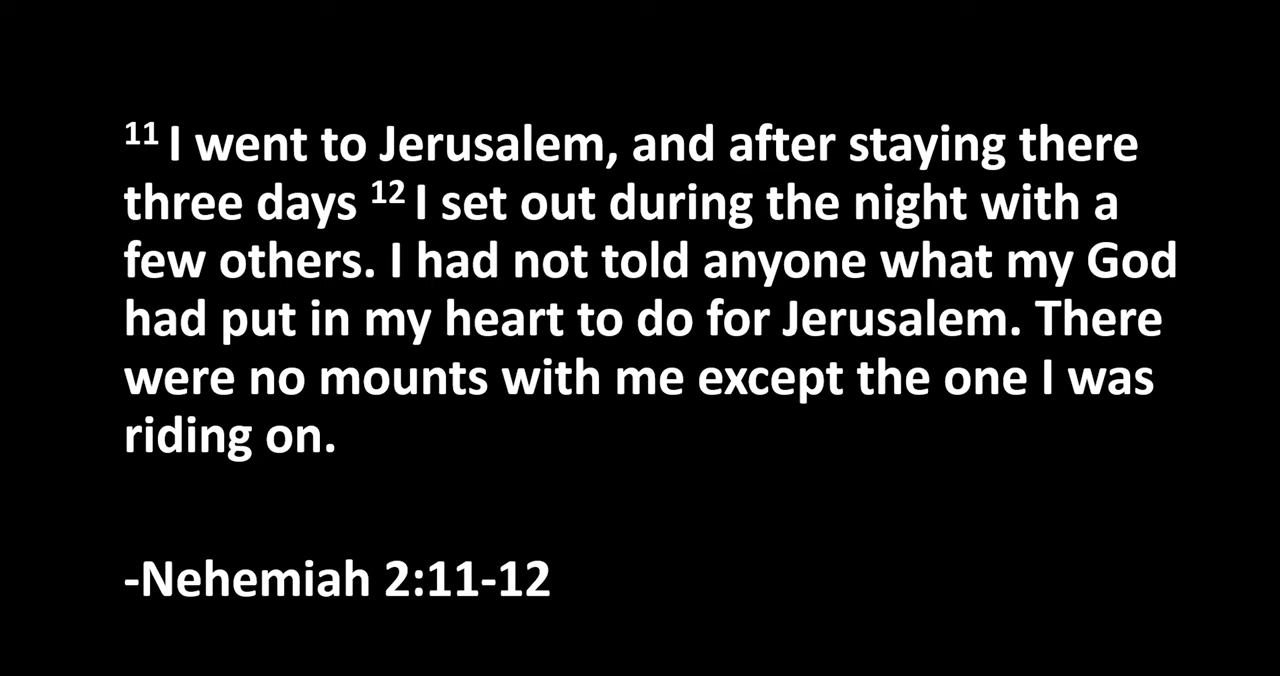 11 I went to Jerusalem, and after staying there
three days 12 I set out during the night with a
few others. I had not told anyone what my God
had put in my heart to do for Jerusalem. There
were no mounts with me except the one I was
riding on.
-Nehemiah 2:11-12